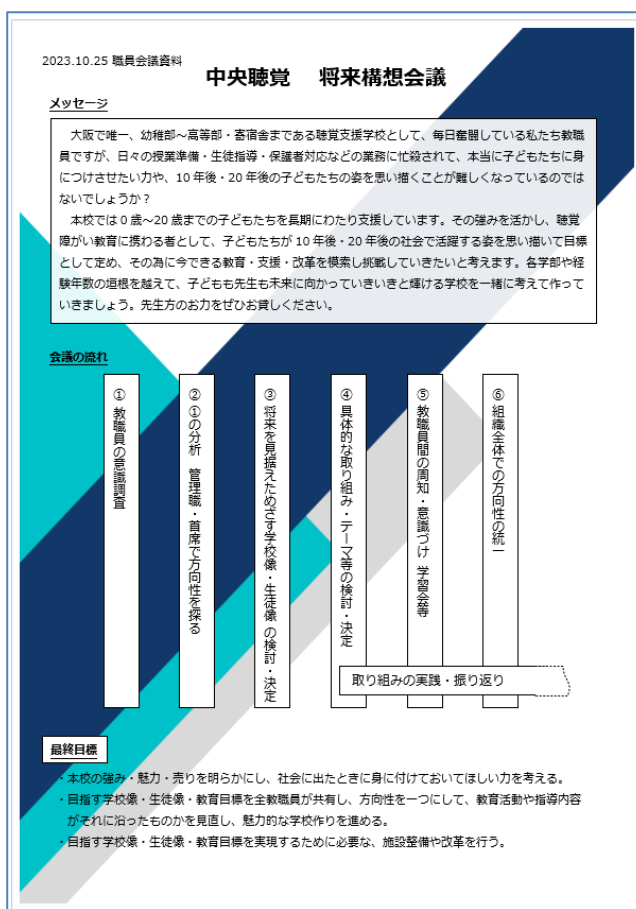 2023.10.25 職員会議資料
中央聴覚　将来構想会議
メッセージ
大阪で唯一、幼稚部～高等部・寄宿舎まである聴覚支援学校として、毎日奮闘している私たち教職
員ですが、日々の授業準備・生徒指導・保護者対応などの業務に忙殺されて、本当に子どもたちに身
につけさせたい力や、10年後・20年後の子どもたちの姿を思い描くことが難しくなっているのでは
ないでしょうか？
本校では0歳～20歳までの子どもたちを長期にわたり支援しています。その強みを活かし、聴覚
障がい教育に携わる者として、子どもたちが10年後・20年後の社会で活躍する姿を思い描いて目標
として定め、その為に今できる教育・支援・改革を模索し挑戦していきたいと考えます。各学部や経
験年数の垣根を越えて、子どもも先生も未来に向かっていきいきと輝ける学校を一緒に考えて作って
いきましょう。先生方のお力をぜひお貸しください。
会議の流れ
① 教職員の意識調査
② ①の分析　管理職・首席で方向性を探る
③ 将来を見据えためざす学校像・生徒像 の検討・決定
④ 具体的な取り組み・テーマ等の検討・決定
⑤ 教職員間の周知・意識づけ 学習会等
⑥ 組織全体での方向性の統一
取り組みの実践・振り返り
最終目標
・本校の強み・魅力・売りを明らかにし、社会に出たときに身に付けておいてほしい力を考える。
・目指す学校像・生徒像・教育目標を全教職員が共有し、方向性を一つにして、教育活動や指導内容
がそれに沿ったものかを見直し、魅力的な学校作りを進める。
・目指す学校像・生徒像・教育目標を実現するために必要な、施設整備や改革を行う。